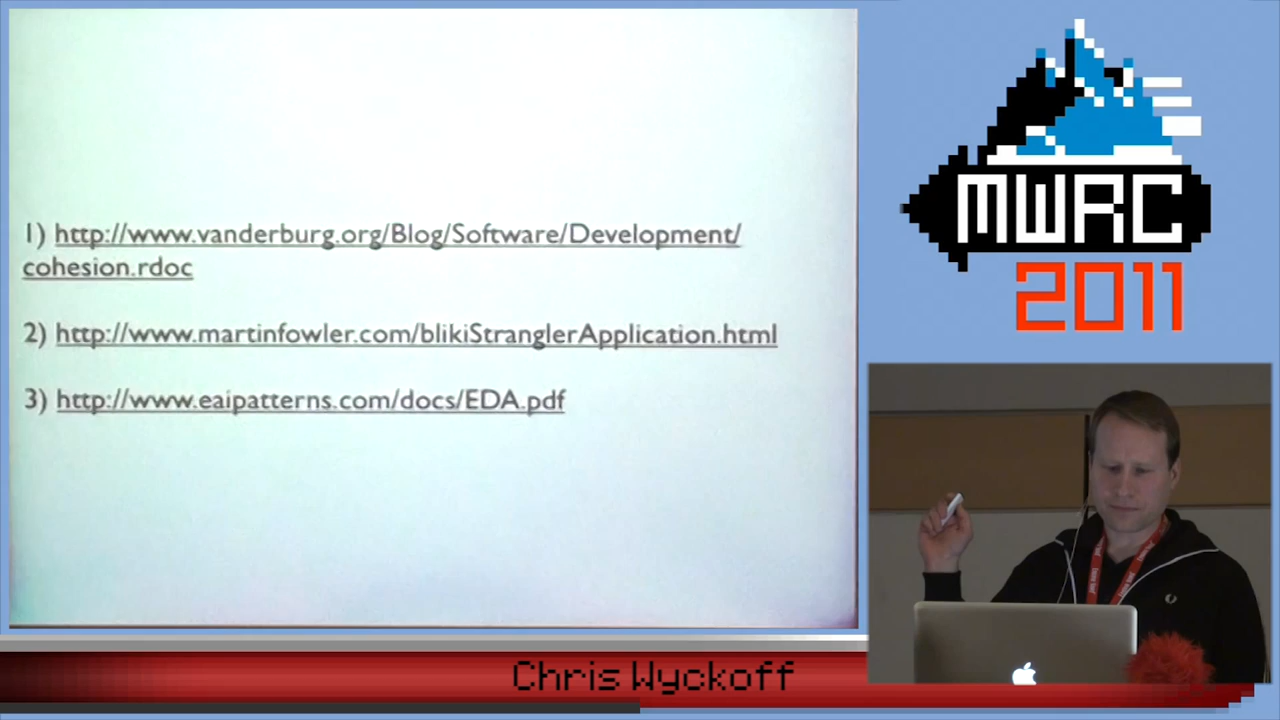 1) http://www.vanderburg.org/Blog/Software/Development/
cohesion.rdoc
2) http://www.martinfowler.com/blikiStranglerApplication.html
3) http://www.eaipatterns.com/docs/EDA.pdf
MWRC
2011
Chris Wyckoff